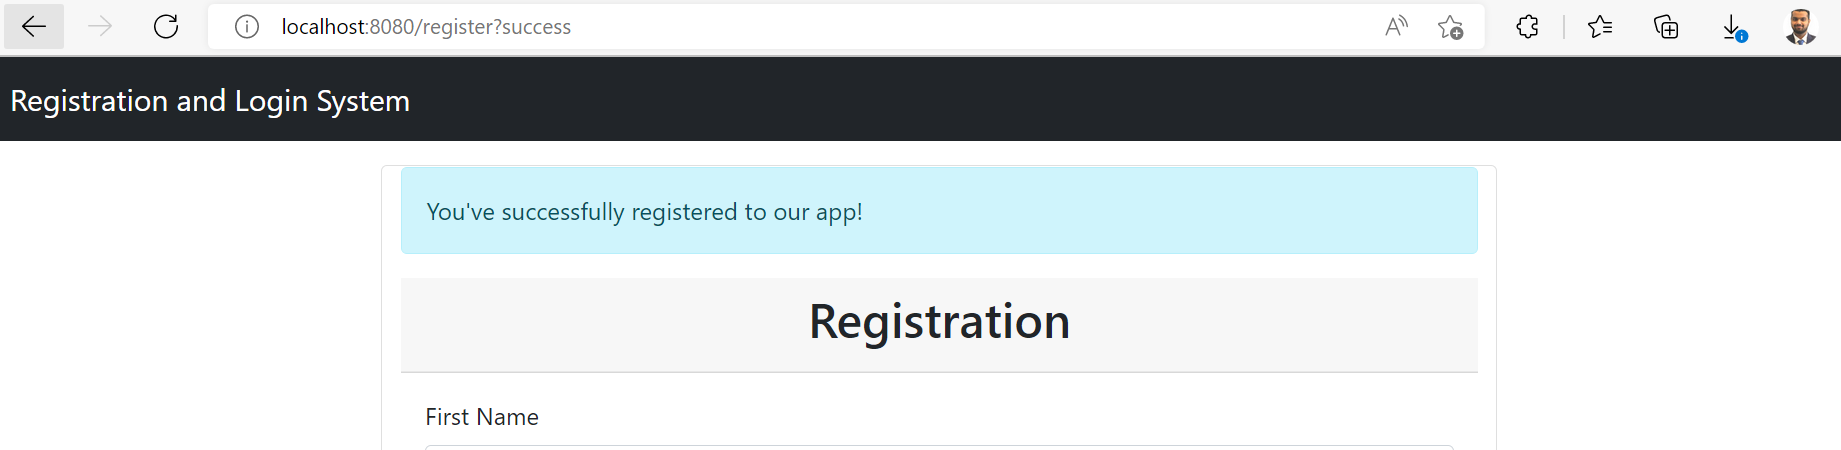 localhost:8080/register?success
Registration and Login System
You've successfully registered to our app!
Registration
First Name